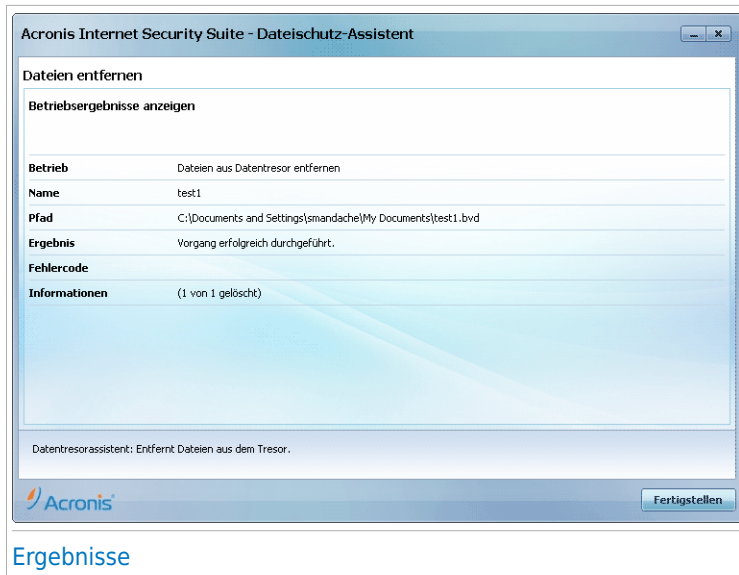 Acronis Internet Security Suite - Dateischutz-Assistent
Dateien entfernen
Betriebsergebnisse anzeigen
Betrieb Dateien aus Datentresor entfernen
Name test1
Pfad C:\Documents and Settings\smandache\My Documents\test1.bvd
Ergebnis Vorgang erfolgreich durchgeführt.
Fehlercode
Informationen (1 von 1 gelöscht)
Datentresorassistent: Entfernt Dateien aus dem Tresor.
Acronis
Fertigstellen
Ergebnisse